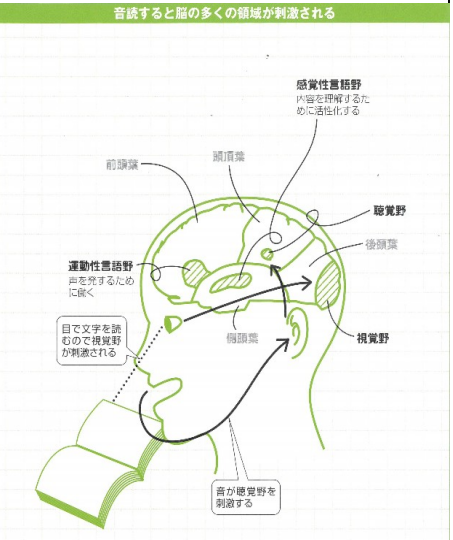 音読すると脳の多くの領域が刺激される
感覚性言語野
内容を理解するた
めに活性化する
前頭葉
頭頂葉
聴覚野
後頭葉
運動性言語野
声を発するため
に働く
目で文字を読
むので視覚野
が刺激される
側頭葉
視覚野
音が聴覚野を
刺激する